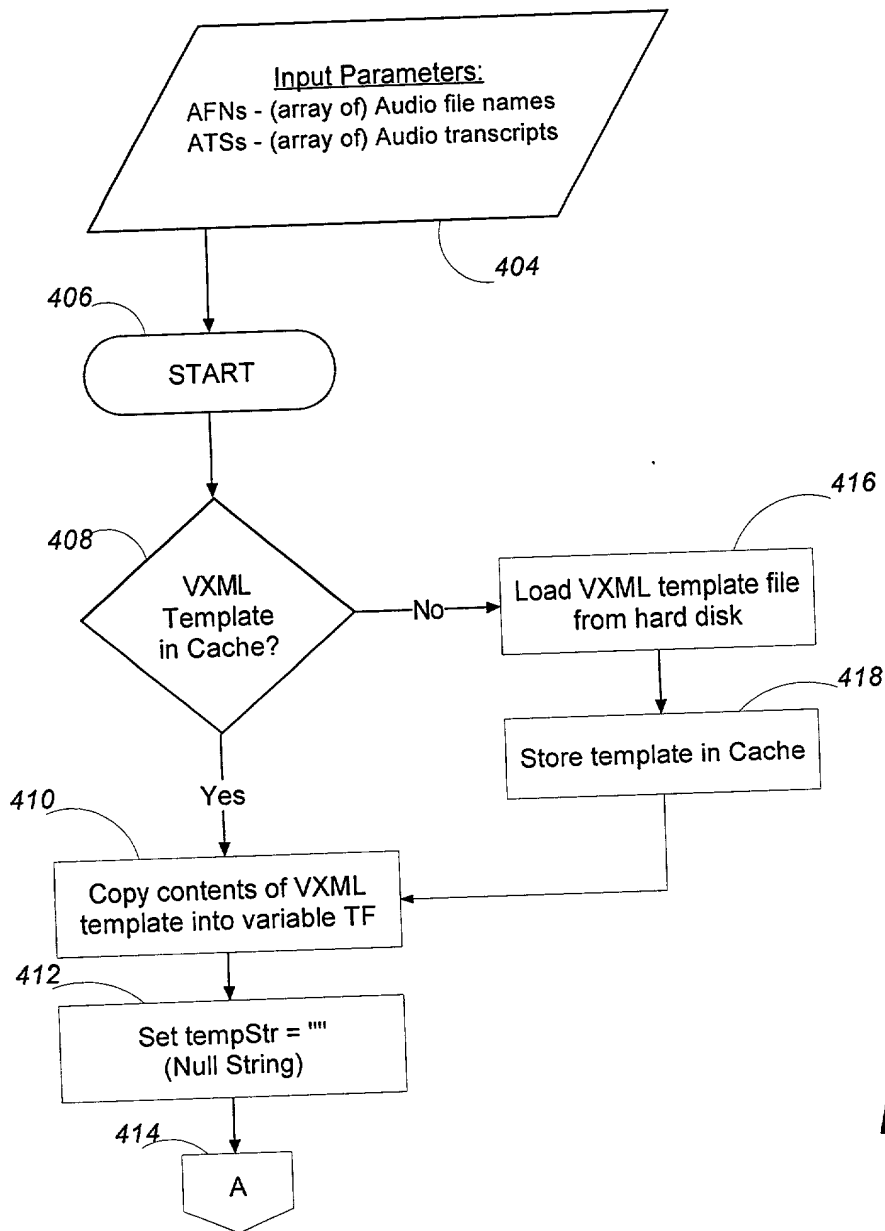 Input Parameters:
AFNs - (array of) Audio file names
ATSs - (array of) Audio transcripts
404
406
START
408
VXML
Template
in Cache?
No
416
Load VXML template file
from hard disk
418
Store template in Cache
Yes
410
Copy contents of VXML
template into variable TF
412
Set tempStr = ""
(Null String)
414
A